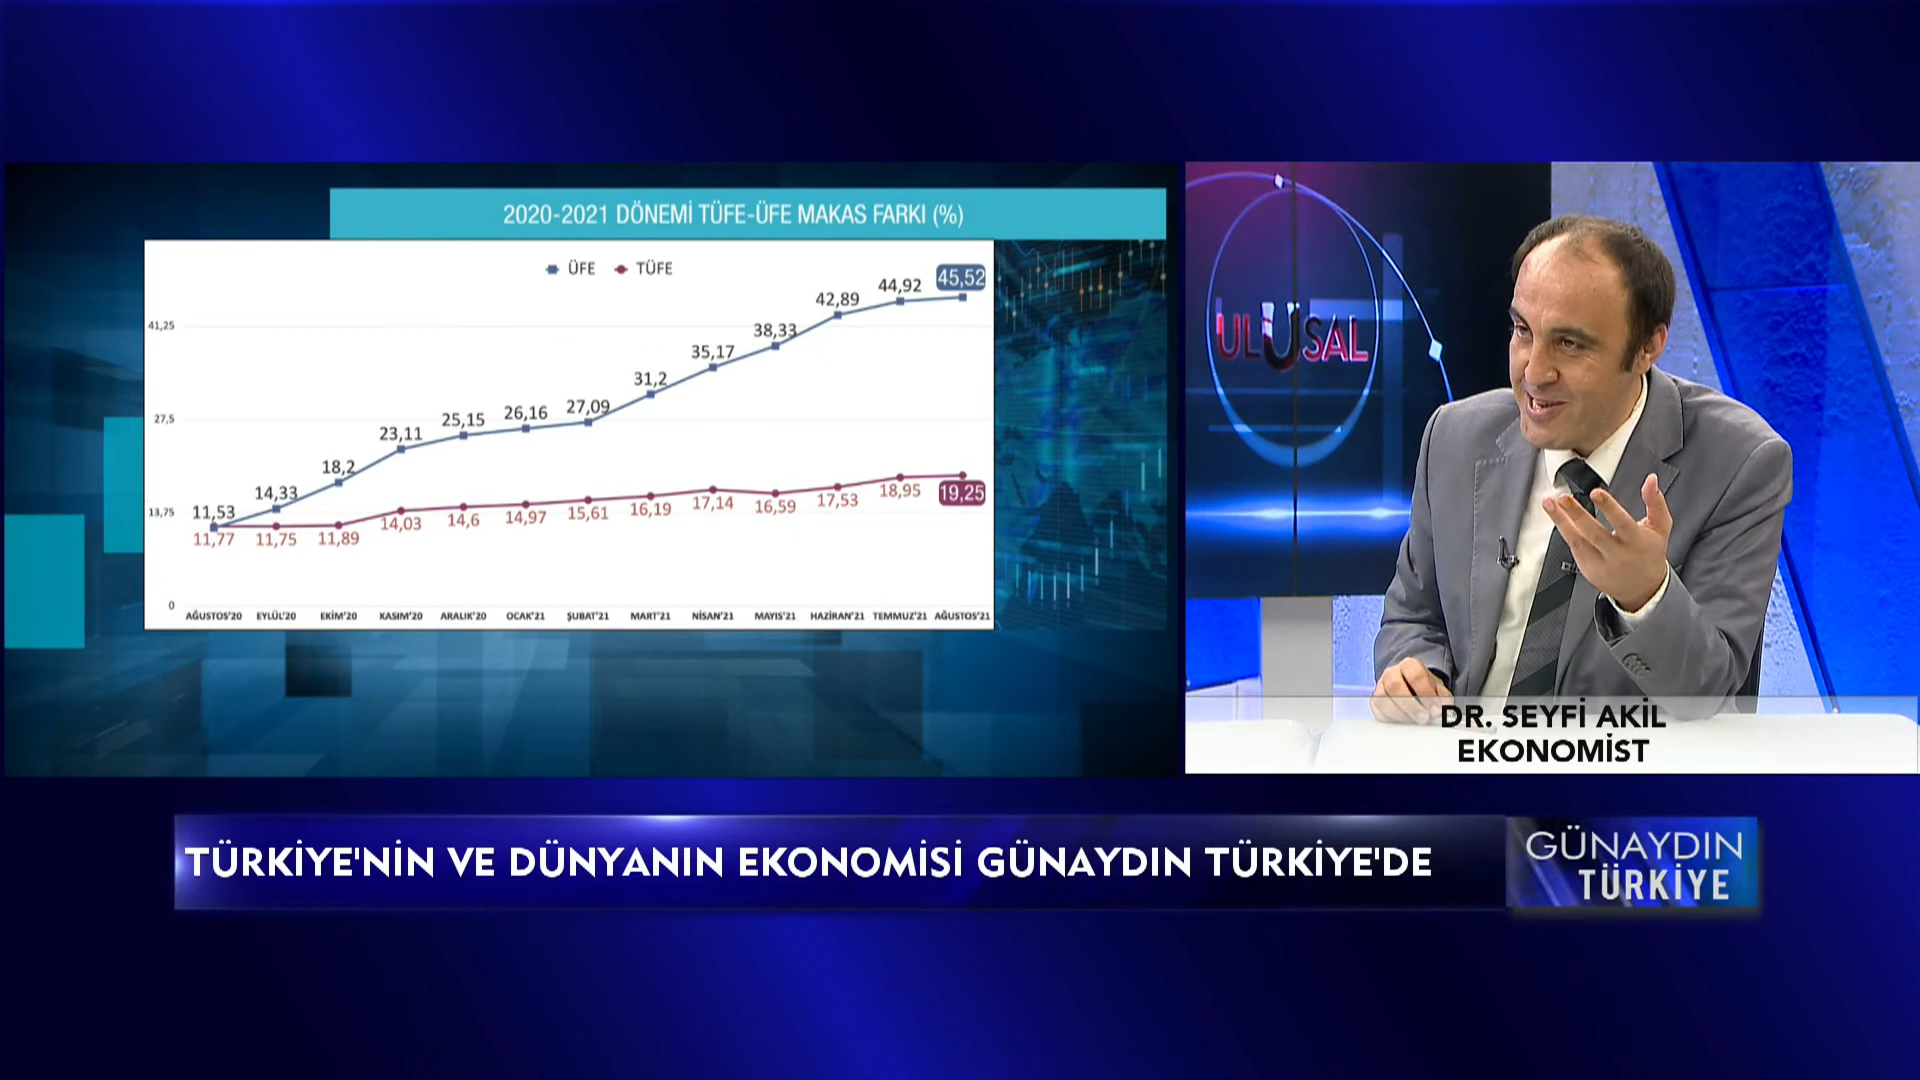 2020-2021 DÖNEMİ TÜFE-ÜFE MAKAS FARKI (%)
ÜFE TÜFE
41,25
27,5
13,75
0
11,53 14,33 18,2 23,11 25,15 26,16 27,09 31,2 35,17 38,33 42,89 44,92 45,52
11,77 11,75 11,89 14,03 14,6 14,97 15,61 16,19 17,14 16,59 17,53 18,95 19,25
AĞUSTOS'20 EYLÜL'20 EKİM'20 KASIM'20 ARALIK'20 OCAK'21 ŞUBAT'21 MART'21 NİSAN'21 MAYIS'21 HAZİRAN'21 TEMMUZ'21 AĞUSTOS'21
ULUSAL
DR. SEYFİ AKİL
EKONOMİST
TÜRKİYE'NİN VE DÜNYANIN EKONOMİSİ GÜNAYDIN TÜRKİYE'DE
GÜNAYDIN
TÜRKİYE